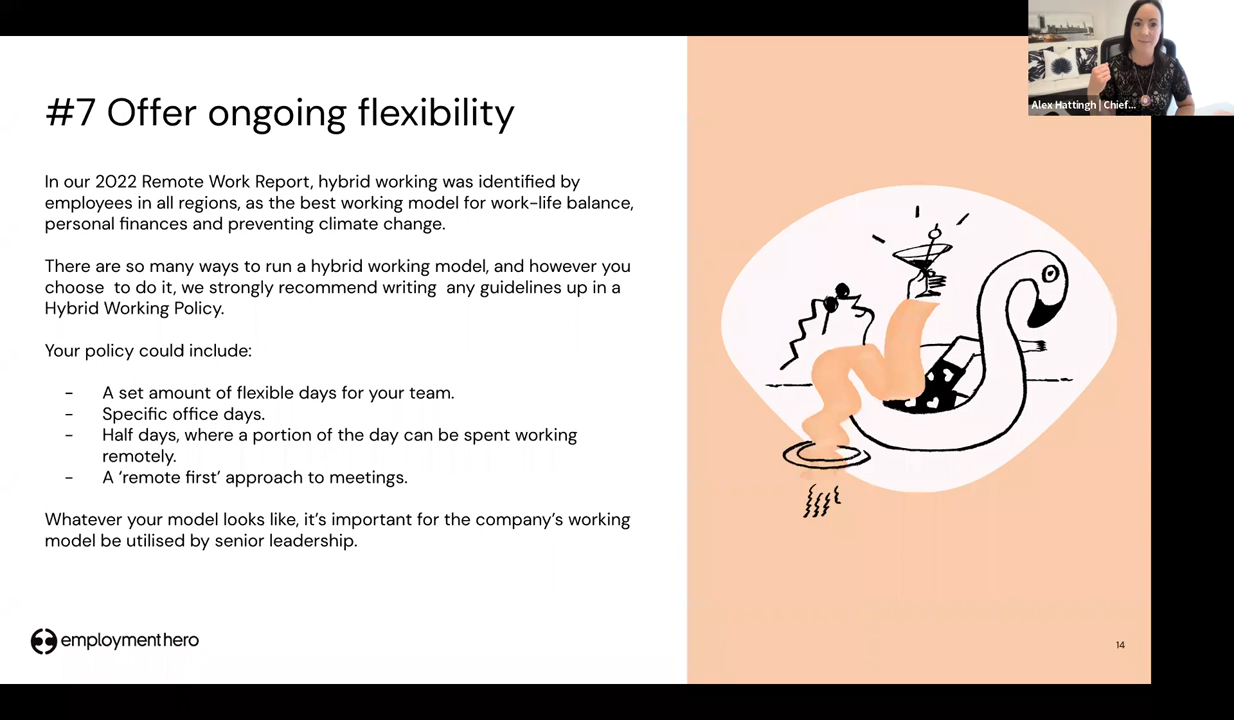 Alex Hattingh | Chief...
#7 Offer ongoing flexibility
In our 2022 Remote Work Report, hybrid working was identified by
employees in all regions, as the best working model for work-life balance,
personal finances and preventing climate change.
There are so many ways to run a hybrid working model, and however you
choose  to do it, we strongly recommend writing  any guidelines up in a
Hybrid Working Policy.
Your policy could include:
- A set amount of flexible days for your team.
- Specific office days.
- Half days, where a portion of the day can be spent working
remotely.
- A ‘remote first’ approach to meetings.
Whatever your model looks like, it’s important for the company’s working
model be utilised by senior leadership.
employmenthero
14